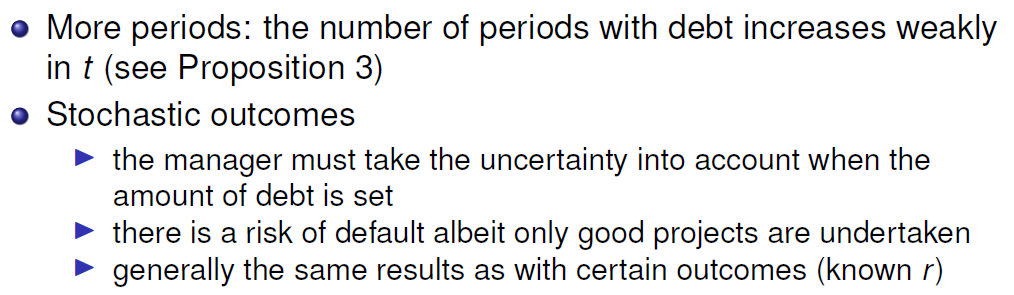 More periods: the number of periods with debt increases weakly
in t (see Proposition 3)
Stochastic outcomes
the manager must take the uncertainty into account when the
amount of debt is set
there is a risk of default albeit only good projects are undertaken
generally the same results as with certain outcomes (known r)